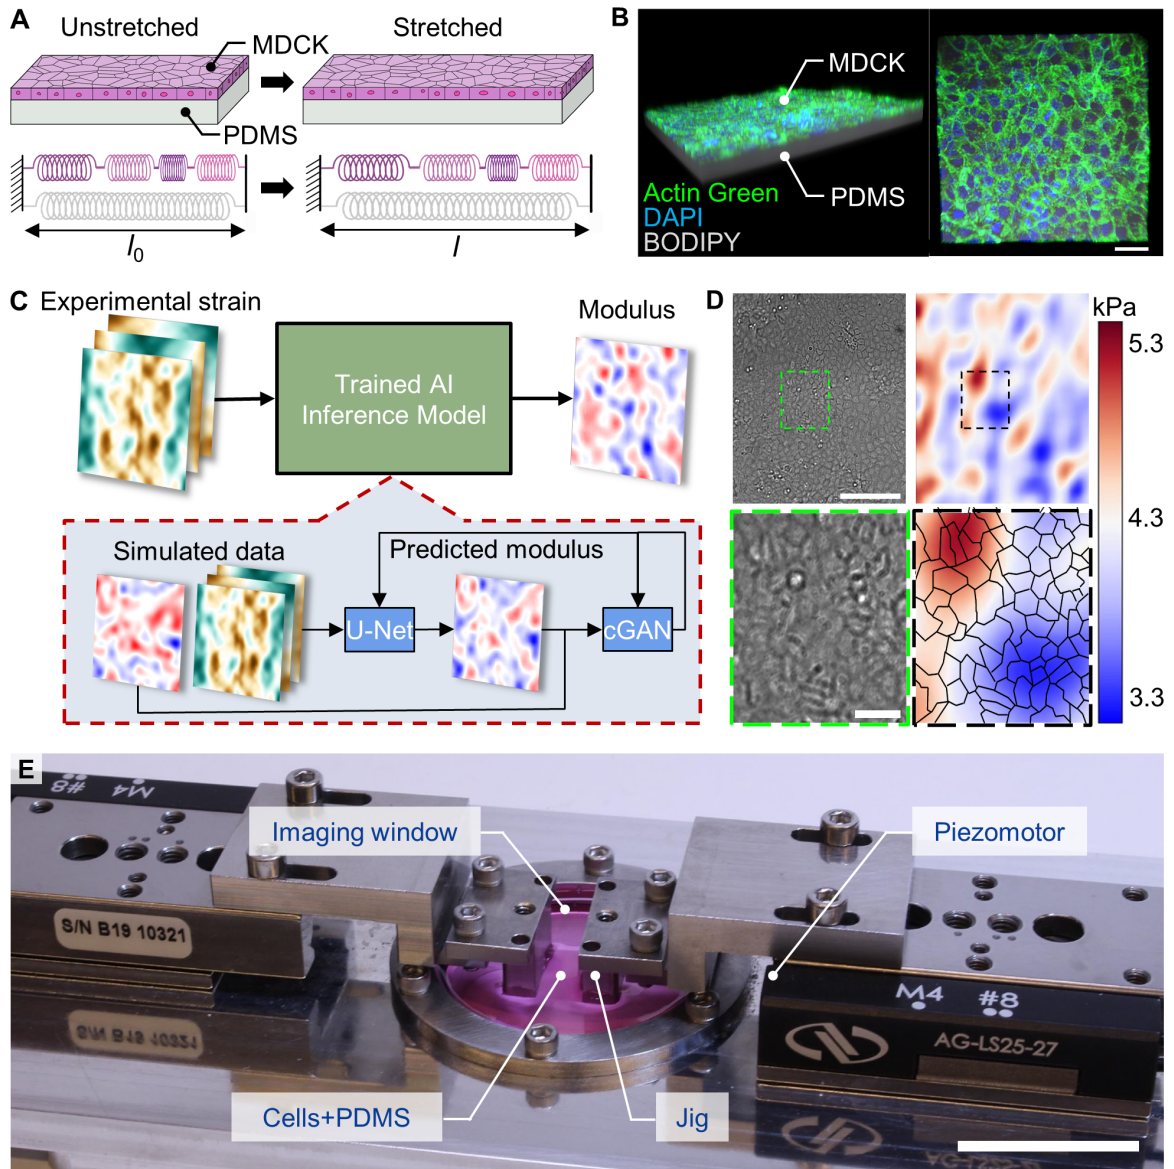 A
Unstretched
Stretched
MDCK
PDMS
l0
l
B
MDCK
PDMS
Actin Green
DAPI
BODIPY
C
Experimental strain
Trained AI
Inference Model
Modulus
Simulated data
Predicted modulus
U-Net
cGAN
D
kPa
5.3
4.3
3.3
E
#8
M4
Imaging window
Piezomotor
S/N B19 10321
S/N B19 10321
M4 #8
AG-LS25-27
Cells+PDMS
Jig